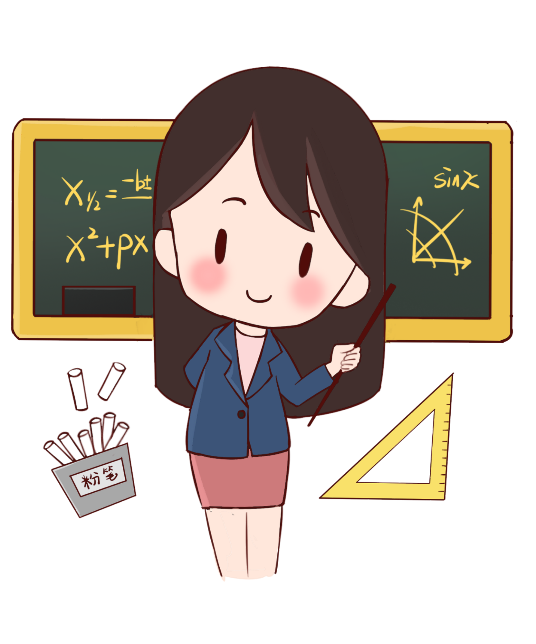 x₁/₂ = -b±
x²+px
sinx
粉笔